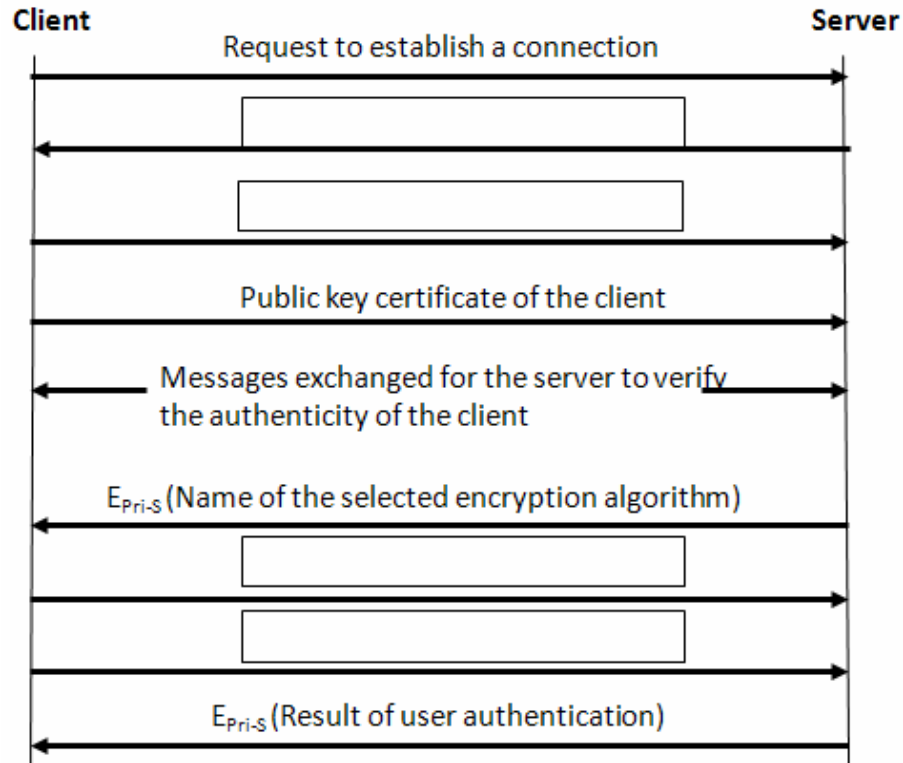 Client
Server
Request to establish a connection
Public key certificate of the client
Messages exchanged for the server to verify
the authenticity of the client
EPri-S(Name of the selected encryption algorithm)
EPri-S(Result of user authentication)